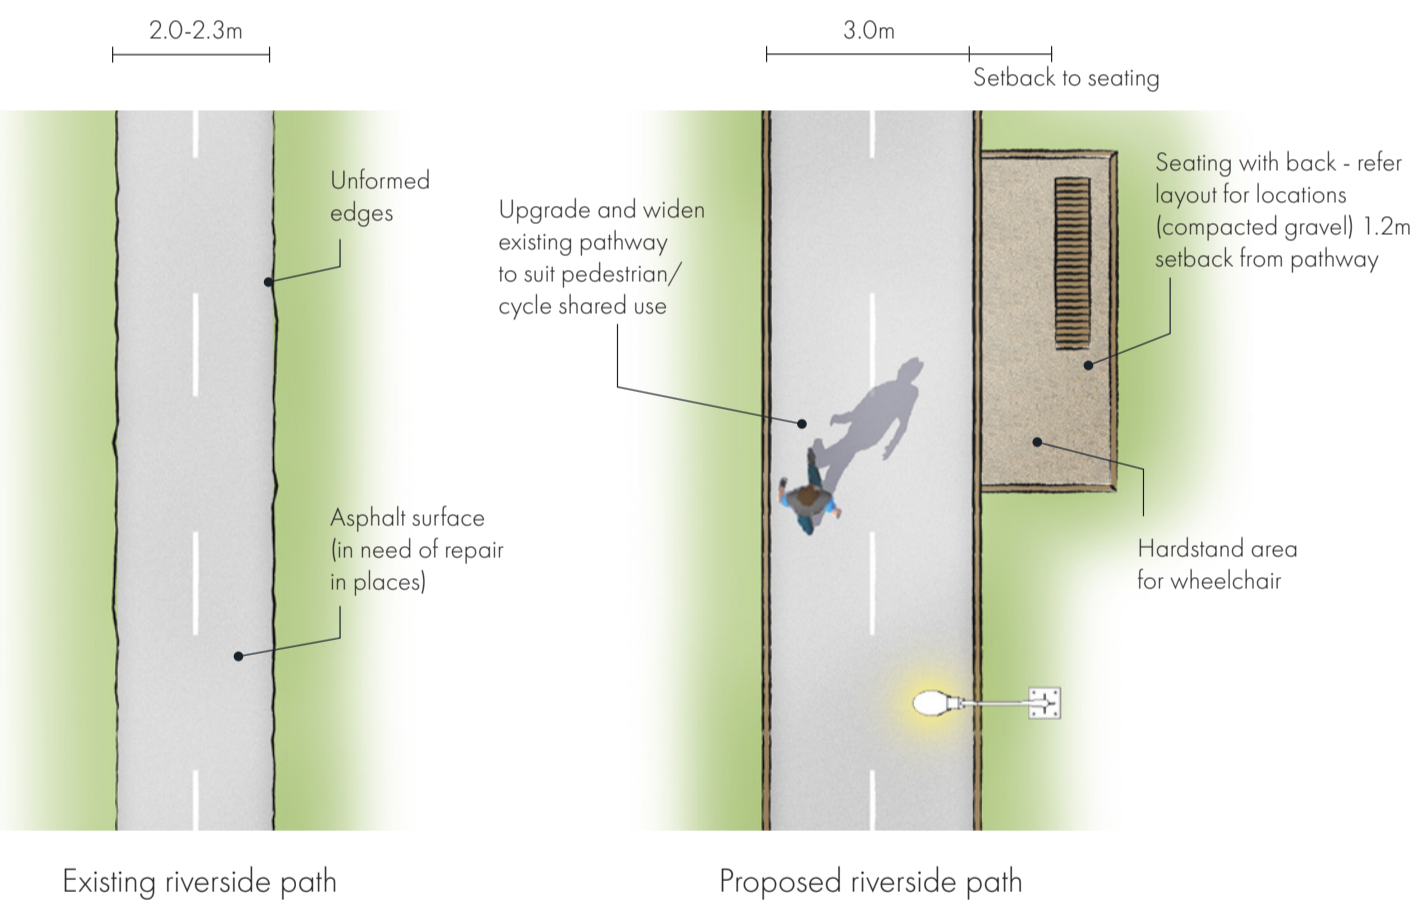 2.0-2.3m
3.0m
Setback to seating
Unformed
edges
Asphalt surface
(in need of repair
in places)
Upgrade and widen
existing pathway
to suit pedestrian/
cycle shared use
Seating with back - refer
layout for locations
(compacted gravel) 1.2m
setback from pathway
Hardstand area
for wheelchair
Existing riverside path
Proposed riverside path